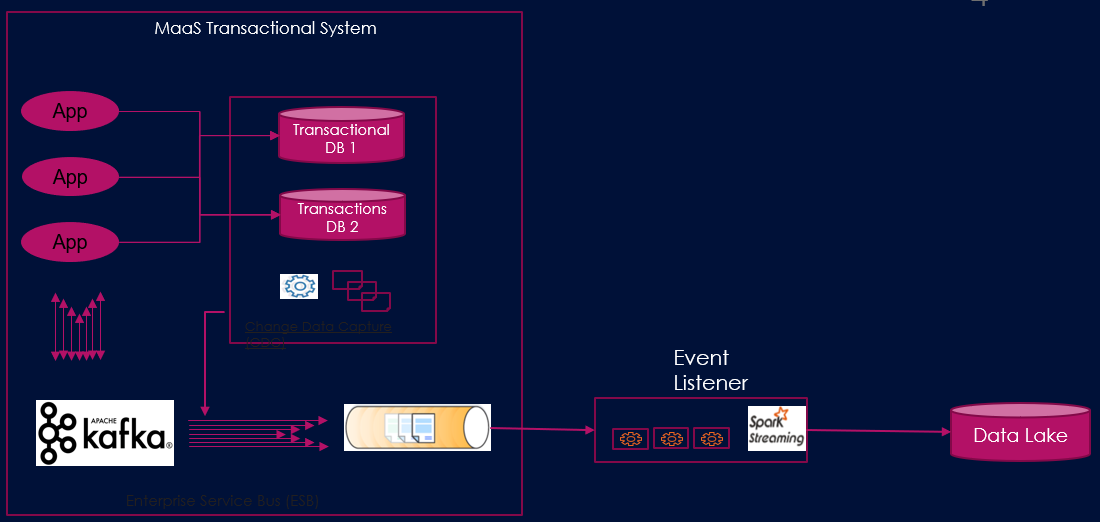 MaaS Transactional System
App
App
App
Transactional
DB 1
Transactions
DB 2
Change Data Capture
(CDC)
APACHE
kafka®
Enterprise Service Bus (ESB)
Event
Listener
Spark
Streaming
Data Lake